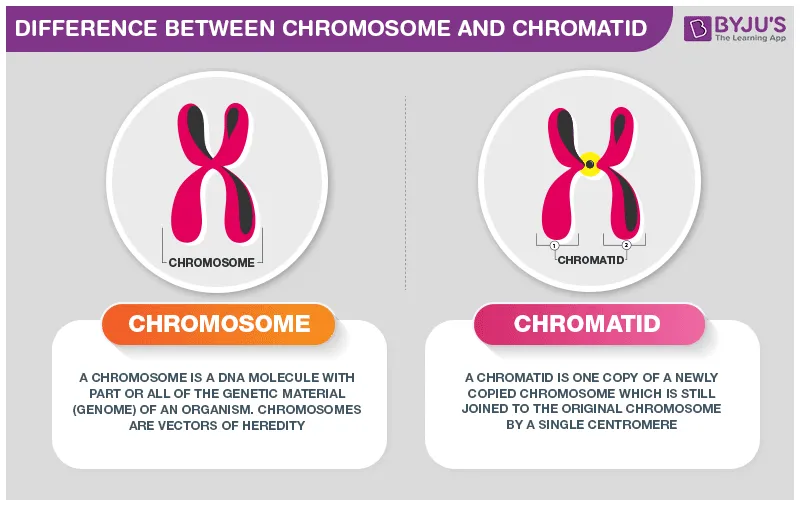 DIFFERENCE BETWEEN CHROMOSOME AND CHROMATID
BYJU'S
The Learning App
CHROMOSOME
1
2
CHROMATID
CHROMOSOME
A CHROMOSOME IS A DNA MOLECULE WITH
PART OR ALL OF THE GENETIC MATERIAL
(GENOME) OF AN ORGANISM. CHROMOSOMES
ARE VECTORS OF HEREDITY
CHROMATID
A CHROMATID IS ONE COPY OF A NEWLY
COPIED CHROMOSOME WHICH IS STILL
JOINED TO THE ORIGINAL CHROMOSOME
BY A SINGLE CENTROMERE